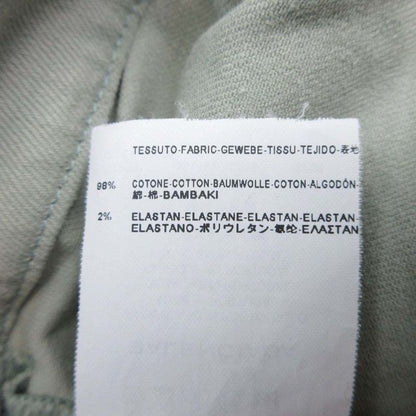 TESSUTO-FABRIC-GEWEBE-TISSU-TEJIDO-表地
98% COTONE-COTTON-BAUMWOLLE-COTON-ALGODÓN-
綿-棉-BAMBAKI
2% ELASTAN-ELASTANE-ELASTAN-ELASTAN-
ELASTANO-ポリウレタン-氨纶-ΕΛΑΣΤΑΝ